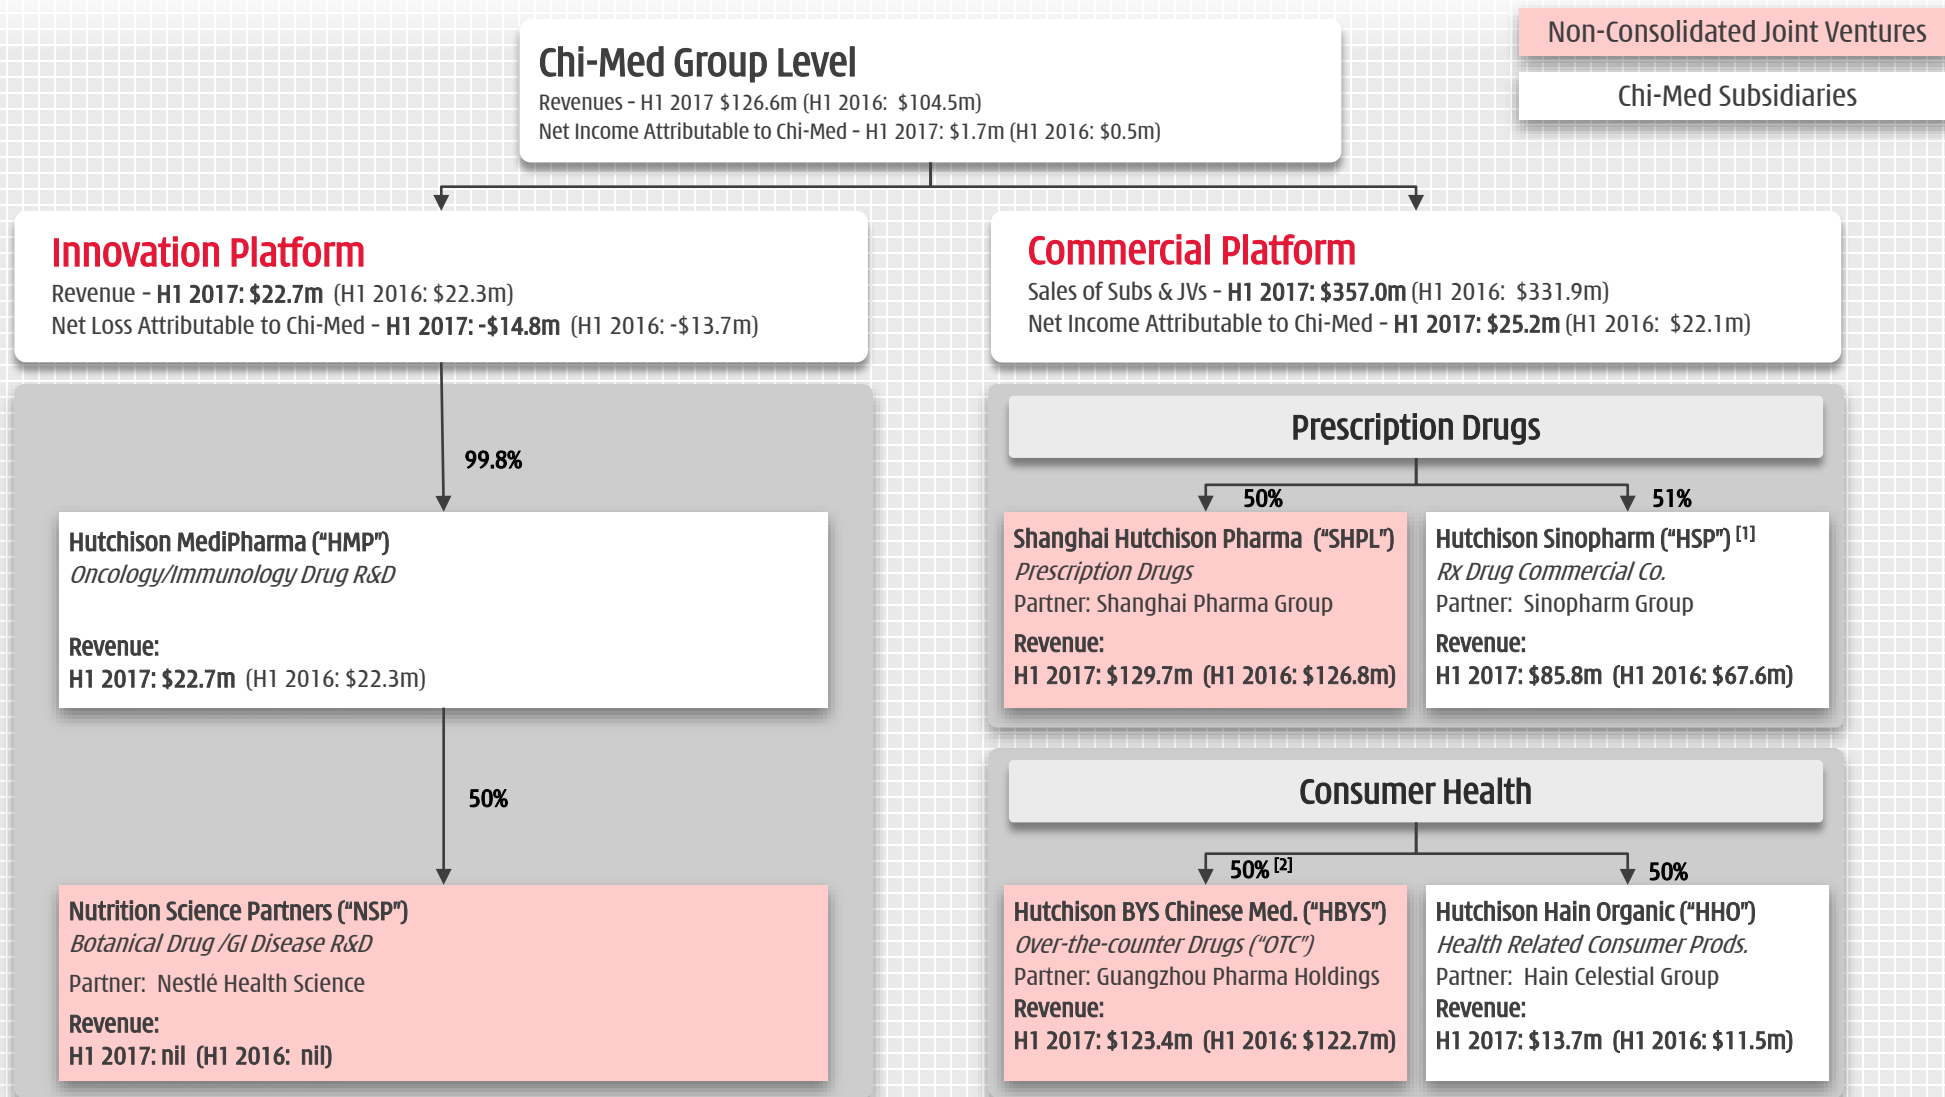 Non-Consolidated Joint Ventures
Chi-Med Subsidiaries
Chi-Med Group Level
Revenues – H1 2017 $126.6m (H1 2016: $104.5m)
Net Income Attributable to Chi-Med – H1 2017: $1.7m (H1 2016: $0.5m)
Innovation Platform
Revenue – H1 2017: $22.7m (H1 2016: $22.3m)
Net Loss Attributable to Chi-Med – H1 2017: -$14.8m (H1 2016: -$13.7m)
99.8%
Hutchison MediPharma (“HMP”)
Oncology/Immunology Drug R&D
Revenue:
H1 2017: $22.7m (H1 2016: $22.3m)
50%
Nutrition Science Partners (“NSP”)
Botanical Drug /GI Disease R&D
Partner: Nestlé Health Science
Revenue:
H1 2017: nil (H1 2016: nil)
Commercial Platform
Sales of Subs & JVs – H1 2017: $357.0m (H1 2016: $331.9m)
Net Income Attributable to Chi-Med – H1 2017: $25.2m (H1 2016: $22.1m)
Prescription Drugs
50%
Shanghai Hutchison Pharma (“SHPL”)
Prescription Drugs
Partner: Shanghai Pharma Group
Revenue:
H1 2017: $129.7m (H1 2016: $126.8m)
51%
Hutchison Sinopharm (“HSP”) [1]
Rx Drug Commercial Co.
Partner: Sinopharm Group
Revenue:
H1 2017: $85.8m (H1 2016: $67.6m)
Consumer Health
50% [2]
Hutchison BYS Chinese Med. (“HBYS”)
Over-the-counter Drugs (“OTC”)
Partner: Guangzhou Pharma Holdings
Revenue:
H1 2017: $123.4m (H1 2016: $122.7m)
50%
Hutchison Hain Organic (“HHO”)
Health Related Consumer Prods.
Partner: Hain Celestial Group
Revenue:
H1 2017: $13.7m (H1 2016: $11.5m)